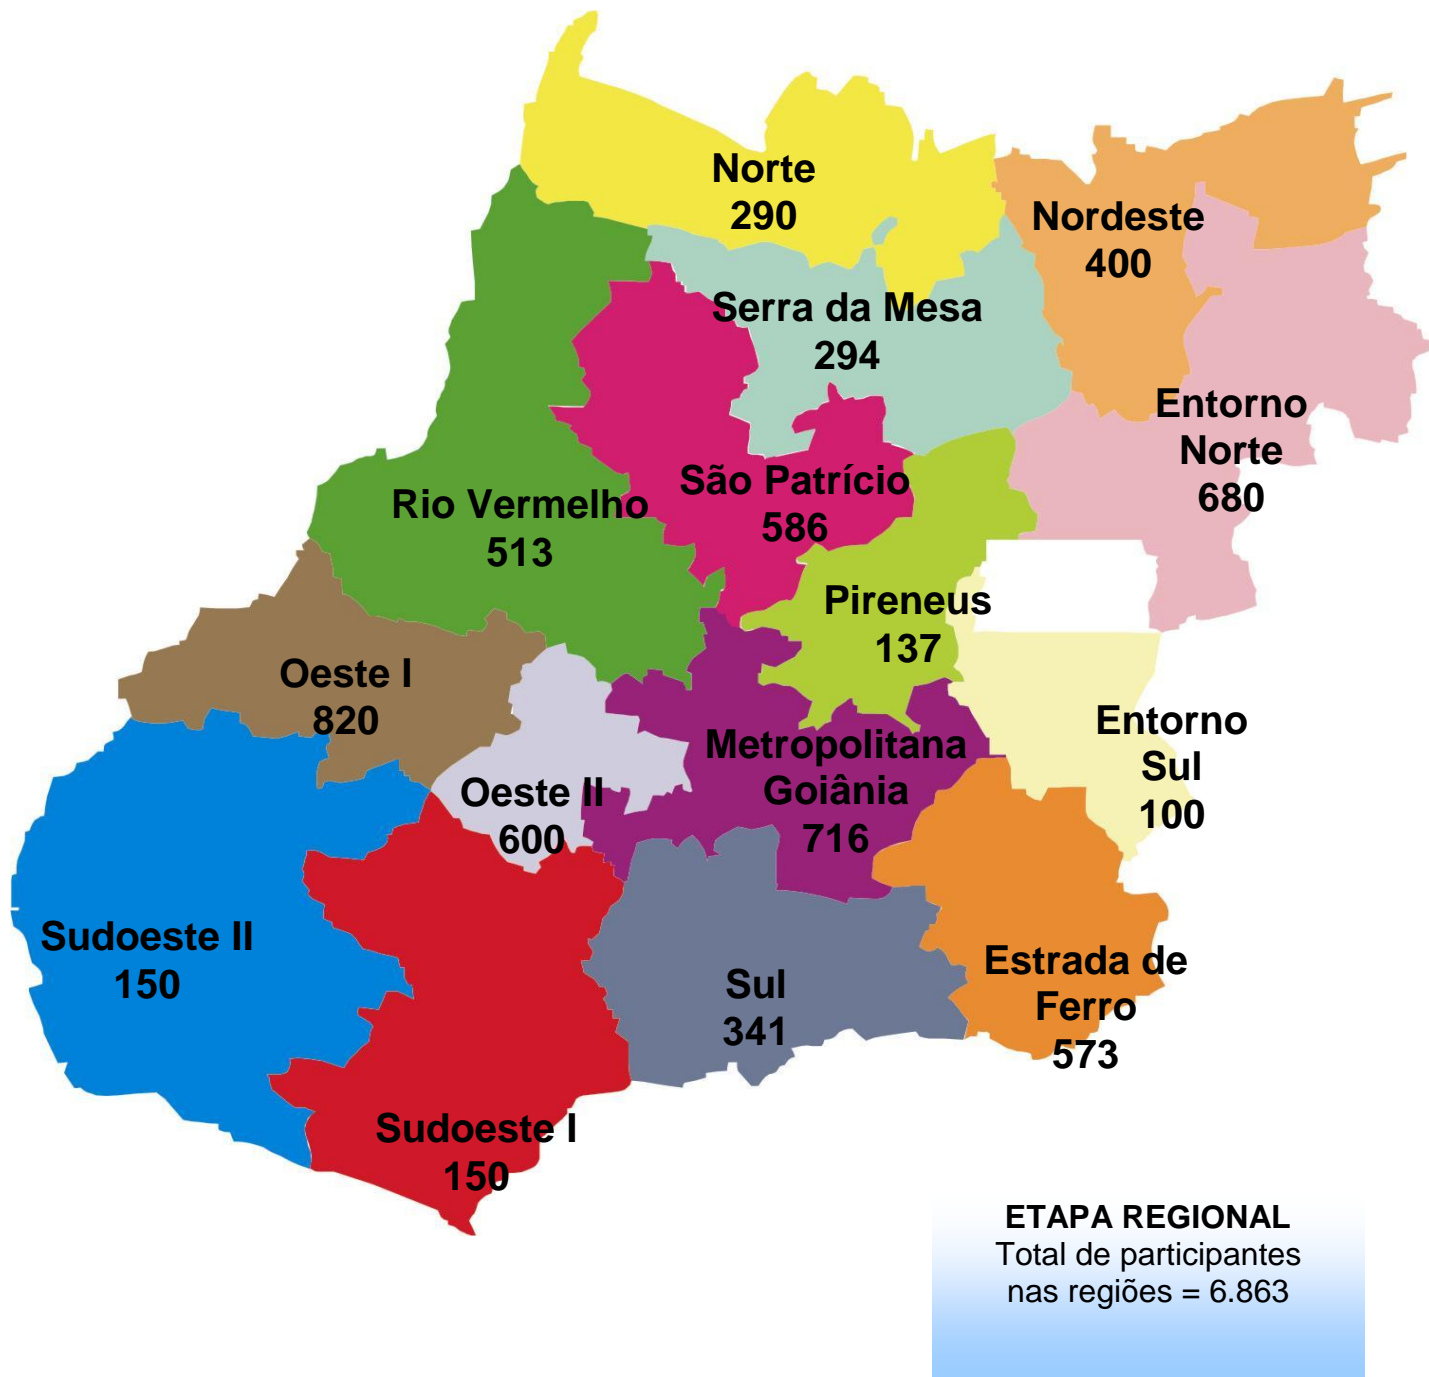 Norte
290
Nordeste
400
Serra da Mesa
294
Entorno
Norte
680
São Patrício
586
Rio Vermelho
513
Pireneus
137
Oeste I
820
Entorno
Sul
100
Metropolitana
Goiânia
716
Oeste II
600
Sudoeste II
150
Estrada de
Ferro
573
Sul
341
Sudoeste I
150
ETAPA REGIONAL
Total de participantes
nas regiões = 6.863